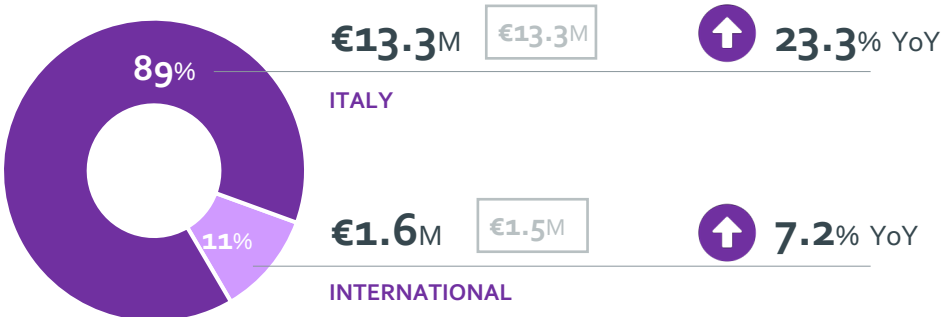 €13.3M €13.3M 23.3% YoY
89%
ITALY
€1.6M €1.5M 7.2% YoY
11%
INTERNATIONAL